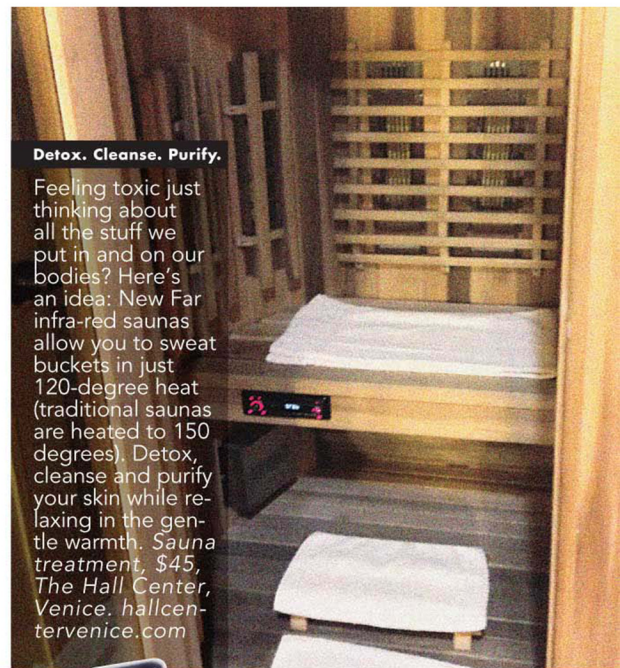 Detox. Cleanse. Purify.
Feeling toxic just
thinking about
all the stuff we
put in and on our
bodies? Here's
an idea: New Far
infra-red saunas
allow you to sweat
buckets in just
120-degree heat
(traditional saunas
are heated to 150
degrees). Detox,
cleanse and purify
your skin while re-
laxing in the gen-
tle warmth. Sauna
treatment, $45,
The Hall Center,
Venice. hallcen-
tervenice.com